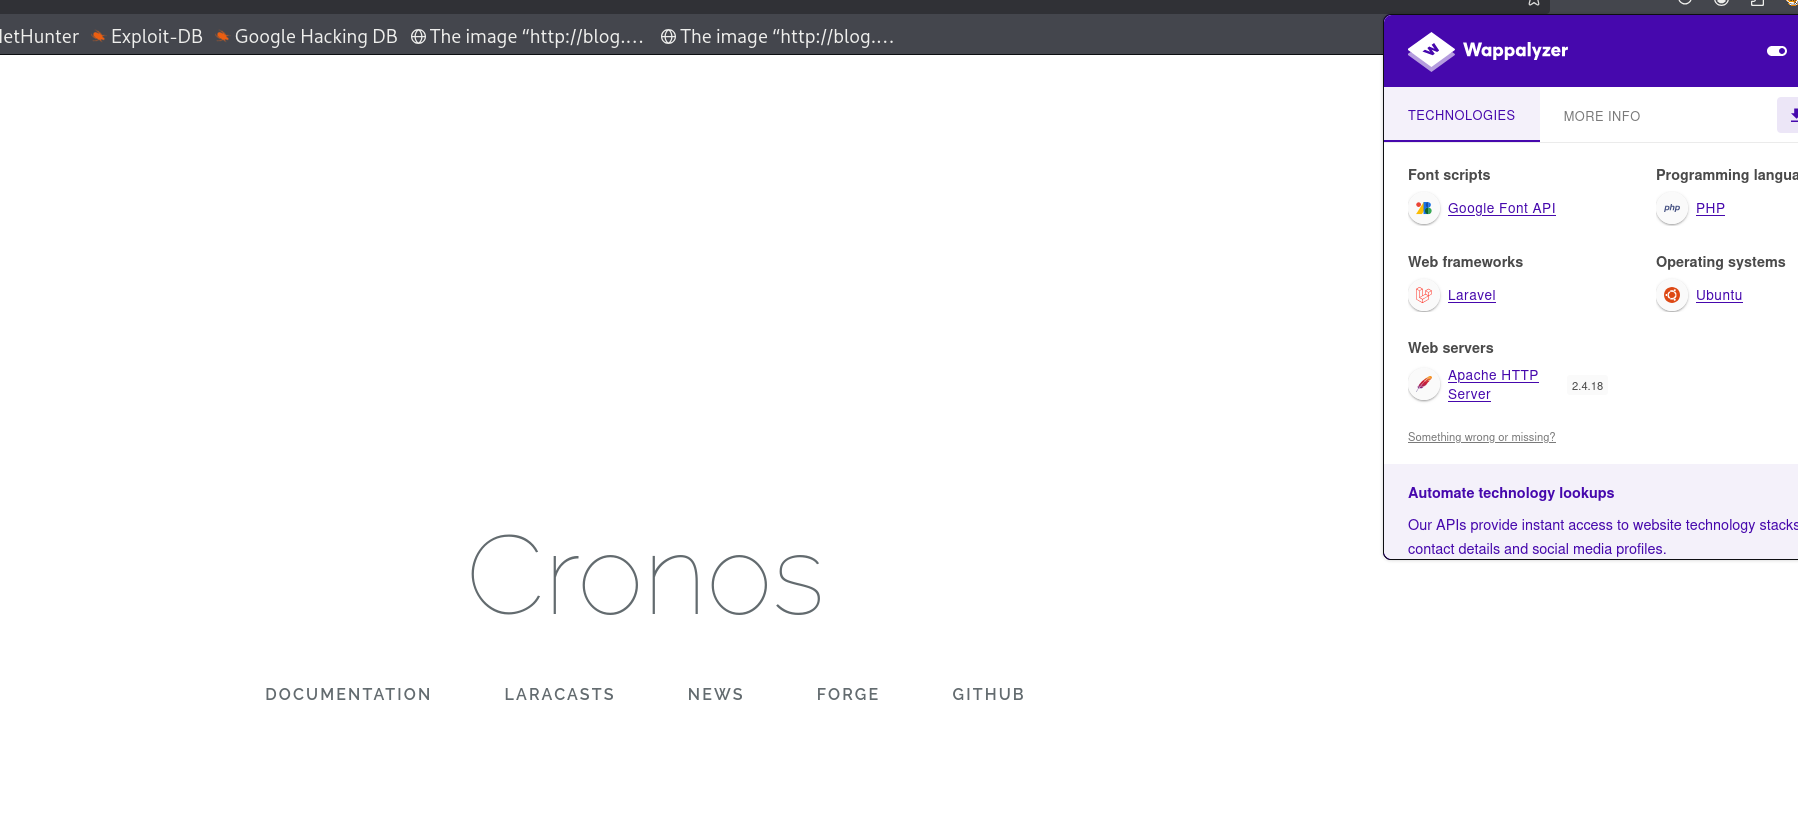 letHunter Exploit-DB Google Hacking DB The image “http://blog.... The image “http://blog....
Wappalyzer
TECHNOLOGIES MORE INFO
Font scripts
Google Font API
Programming langua
php PHP
Web frameworks
Laravel
Operating systems
Ubuntu
Web servers
Apache HTTP
Server
2.4.18
Something wrong or missing?
Automate technology lookups
Our APIs provide instant access to website technology stacks
contact details and social media profiles.
Cronos
DOCUMENTATION LARACASTS NEWS FORGE GITHUB